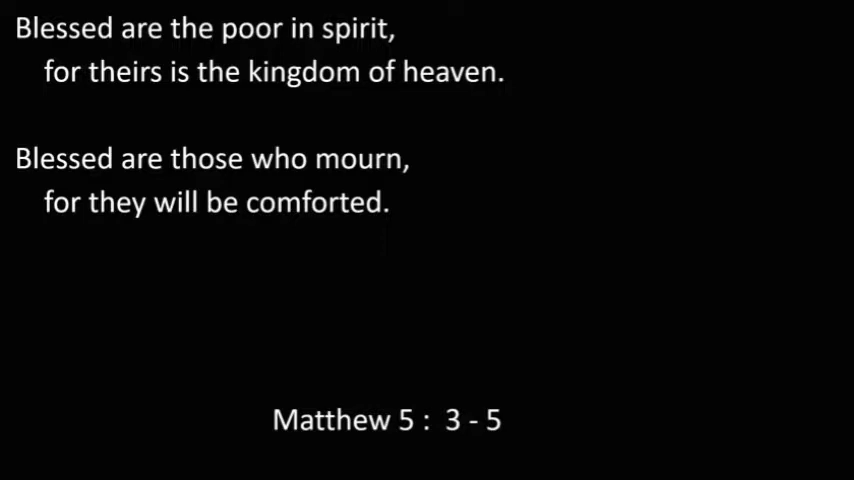 Blessed are the poor in spirit,
for theirs is the kingdom of heaven.
Blessed are those who mourn,
for they will be comforted.
Matthew 5 : 3 - 5